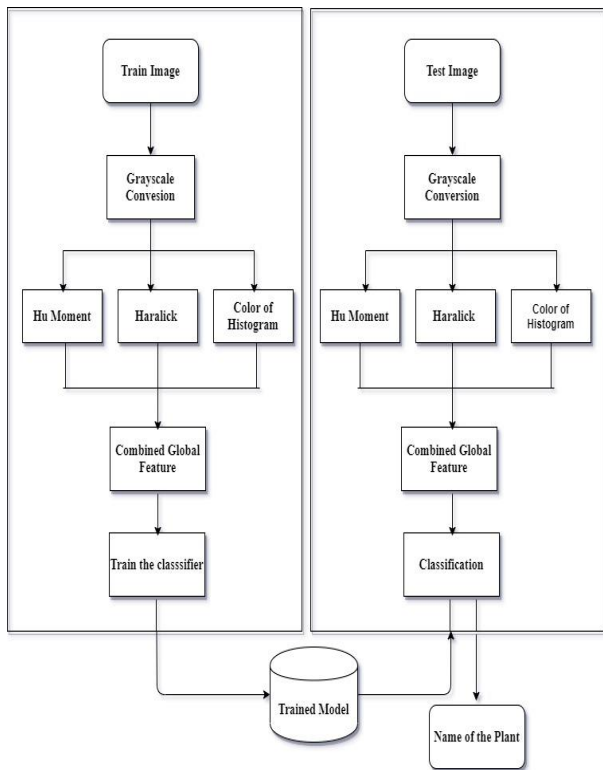 Train Image
Grayscale
Convesion
Hu Moment
Haralick
Color of
Histogram
Combined Global
Feature
Train the classsifier
Test Image
Grayscale
Conversion
Hu Moment
Haralick
Color of
Histogram
Combined Global
Feature
Classification
Trained Model
Name of the Plant